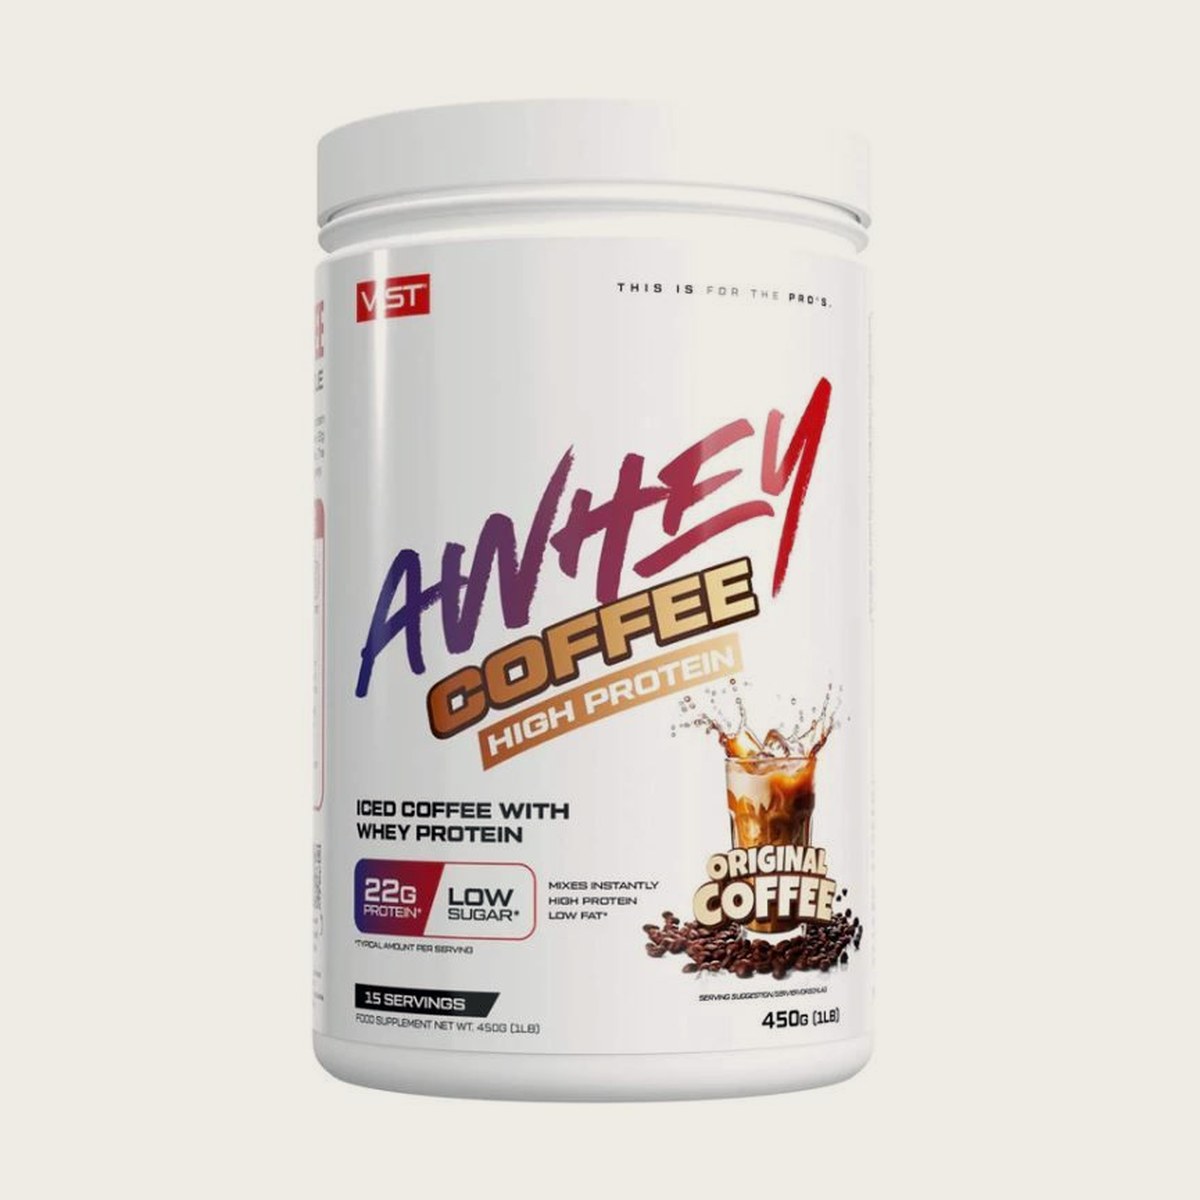 VAST
THIS IS FOR THE PRO'S.
AWHEY
COFFEE
HIGH PROTEIN
ICED COFFEE WITH
WHEY PROTEIN
22G
PROTEIN*
LOW
SUGAR*
MIXES INSTANTLY
HIGH PROTEIN
LOW FAT*
*TYPICAL AMOUNT PER SERVING
ORIGINAL
COFFEE
15 SERVINGS
FOOD SUPPLEMENT NET WT. 450G (1LB)
450G (1LB)